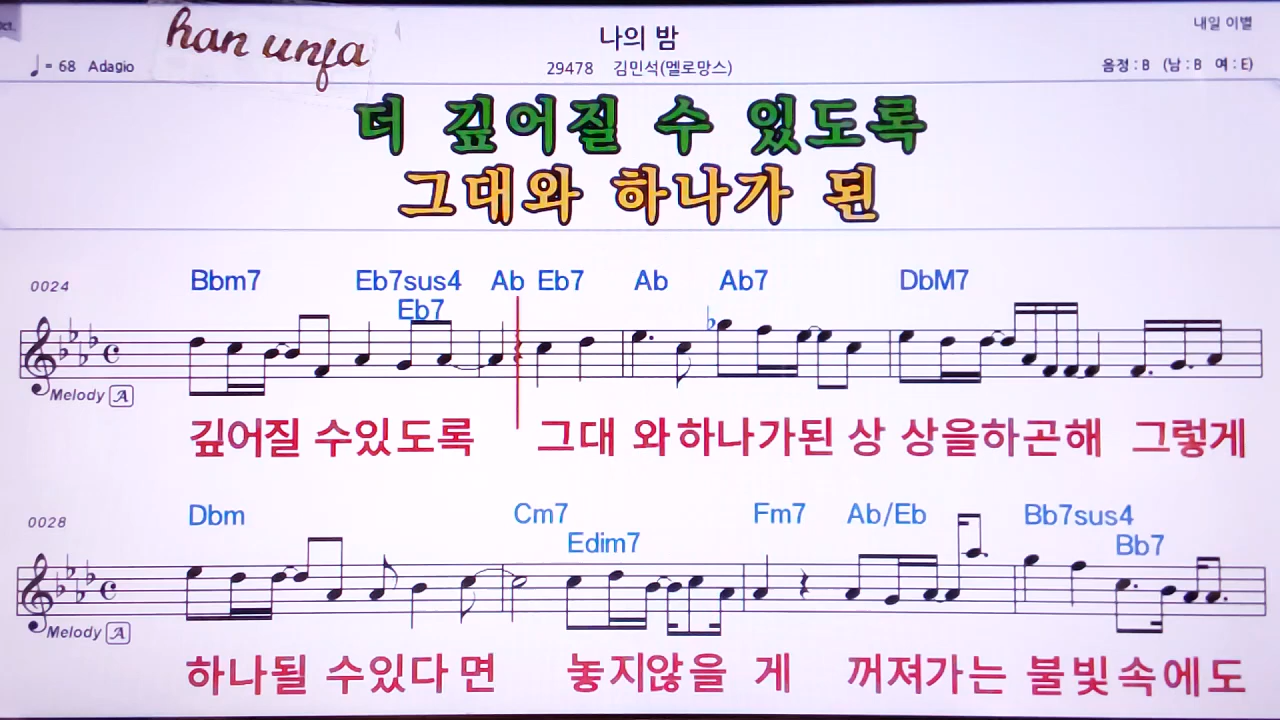 han unfa
나의 밤
내일 이별
♩= 68 Adagio
29478 김민석(멜로망스)
음정 : B (남 : B 여 : E)
더 깊어질 수 있도록
그대와 하나가 된
0024
Bbm7 Eb7sus4 Ab Eb7 Ab Ab7 DbM7
Eb7
Melody A
깊어질 수있도록 그대 와하나가된 상 상을하곤해 그렇게
0028
Dbm Cm7 Fm7 Ab/Eb Bb7sus4
Edim7 Bb7
Melody A
하나될 수있다면 놓지않을 게 꺼져가는 불빛속에도